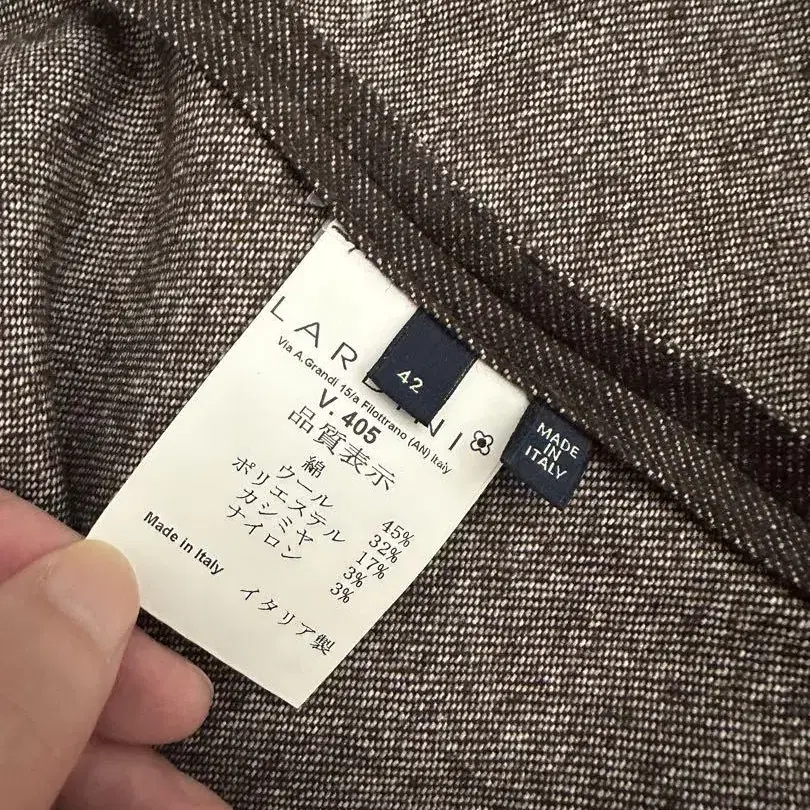 LARDINI
Via A.Grandi 15/a Filottrano (AN) Italy
V. 405
品質表示
綿 45%
ウール 32%
ポリエステル 17%
カシミヤ 3%
ナイロン 3%
Made in Italy
イタリア製
42
MADE
IN
ITALY